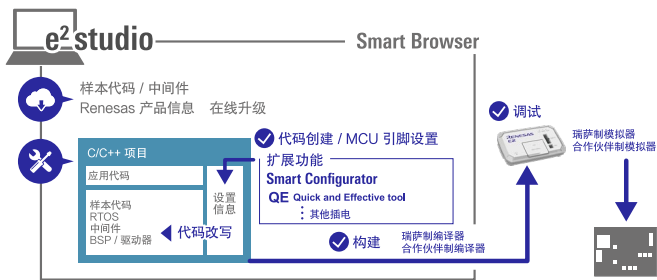 e² studio
Smart Browser
样本代码 / 中间件
Renesas 产品信息 在线升级
C/C++ 项目
应用代码
样本代码
RTOS
中间件
BSP / 驱动器
设置
信息
代码改写
代码创建 / MCU 引脚设置
扩展功能
Smart Configurator
QE Quick and Effective tool
⋮ 其他插电
构建
瑞萨制编译器
合作伙伴制编译器
调试
RENESAS
E2
瑞萨制模拟器
合作伙伴制模拟器